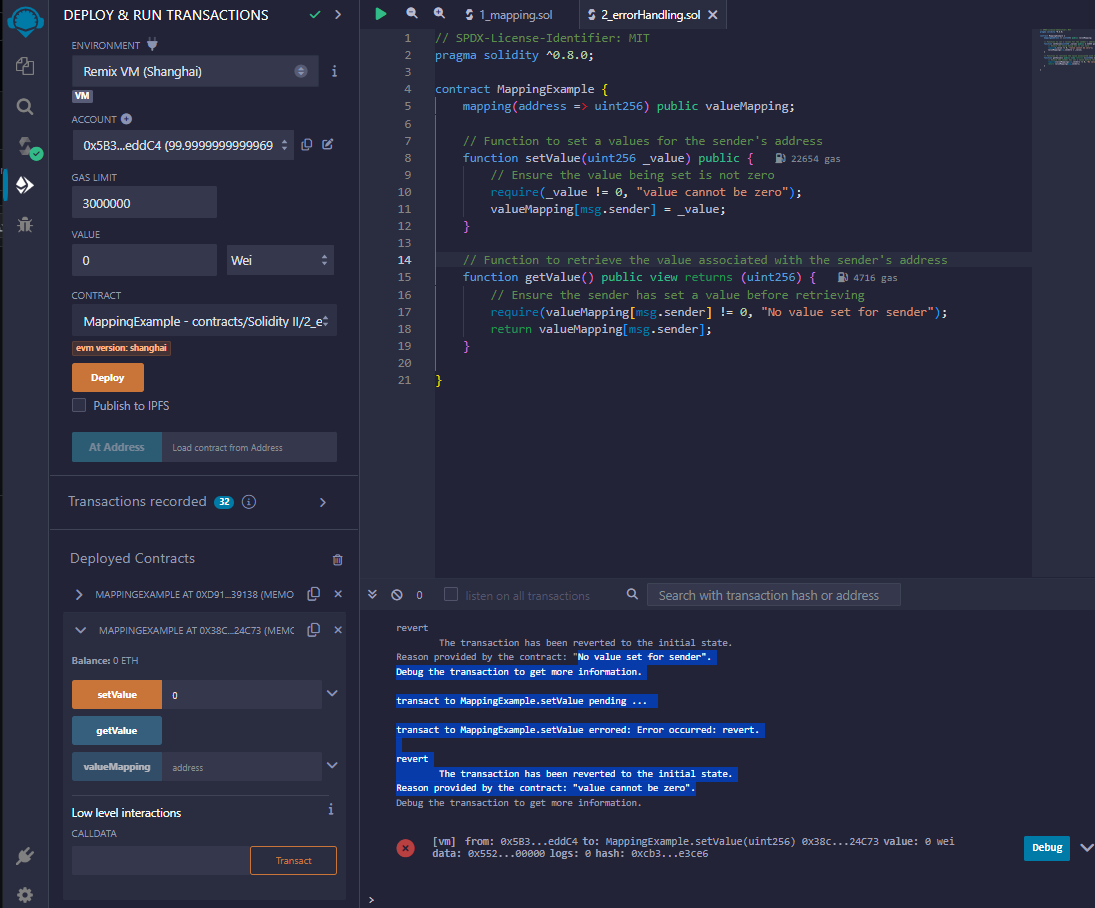 DEPLOY & RUN TRANSACTIONS
ENVIRONMENT
Remix VM (Shanghai)
VM
ACCOUNT
0x5B3...eddC4 (99.9999999999969
GAS LIMIT
3000000
VALUE
0
Wei
CONTRACT
MappingExample - contracts/Solidity II/2_e
evm version: shanghai
Deploy
Publish to IPFS
At Address
Load contract from Address
Transactions recorded 32
Deployed Contracts
MAPPINGEXAMPLE AT 0XD91...39138 (MEMO
MAPPINGEXAMPLE AT 0X38C...24C73 (MEMO
Balance: 0 ETH
setValue 0
getValue
valueMapping address
Low level interactions
CALLDATA
Transact
1_mapping.sol
2_errorHandling.sol
1 // SPDX-License-Identifier: MIT
2 pragma solidity ^0.8.0;
3
4 contract MappingExample {
5 mapping(address => uint256) public valueMapping;
6
7 // Function to set a values for the sender's address
8 function setValue(uint256 _value) public { 22654 gas
9 // Ensure the value being set is not zero
10 require(_value != 0, "value cannot be zero");
11 valueMapping[msg.sender] = _value;
12 }
13
14 // Function to retrieve the value associated with the sender's address
15 function getValue() public view returns (uint256) { 4716 gas
16 // Ensure the sender has set a value before retrieving
17 require(valueMapping[msg.sender] != 0, "No value set for sender");
18 return valueMapping[msg.sender];
19 }
20
21 }
0 listen on all transactions Search with transaction hash or address
revert
The transaction has been reverted to the initial state.
Reason provided by the contract: "No value set for sender".
Debug the transaction to get more information.
transact to MappingExample.setValue pending ...
transact to MappingExample.setValue errored: Error occurred: revert.
revert
The transaction has been reverted to the initial state.
Reason provided by the contract: "value cannot be zero".
Debug the transaction to get more information.
[vm] from: 0x5B3...eddC4 to: MappingExample.setValue(uint256) 0x38c...24C73 value: 0 wei
data: 0x552...00000 logs: 0 hash: 0xcb3...e3ce6
Debug
>